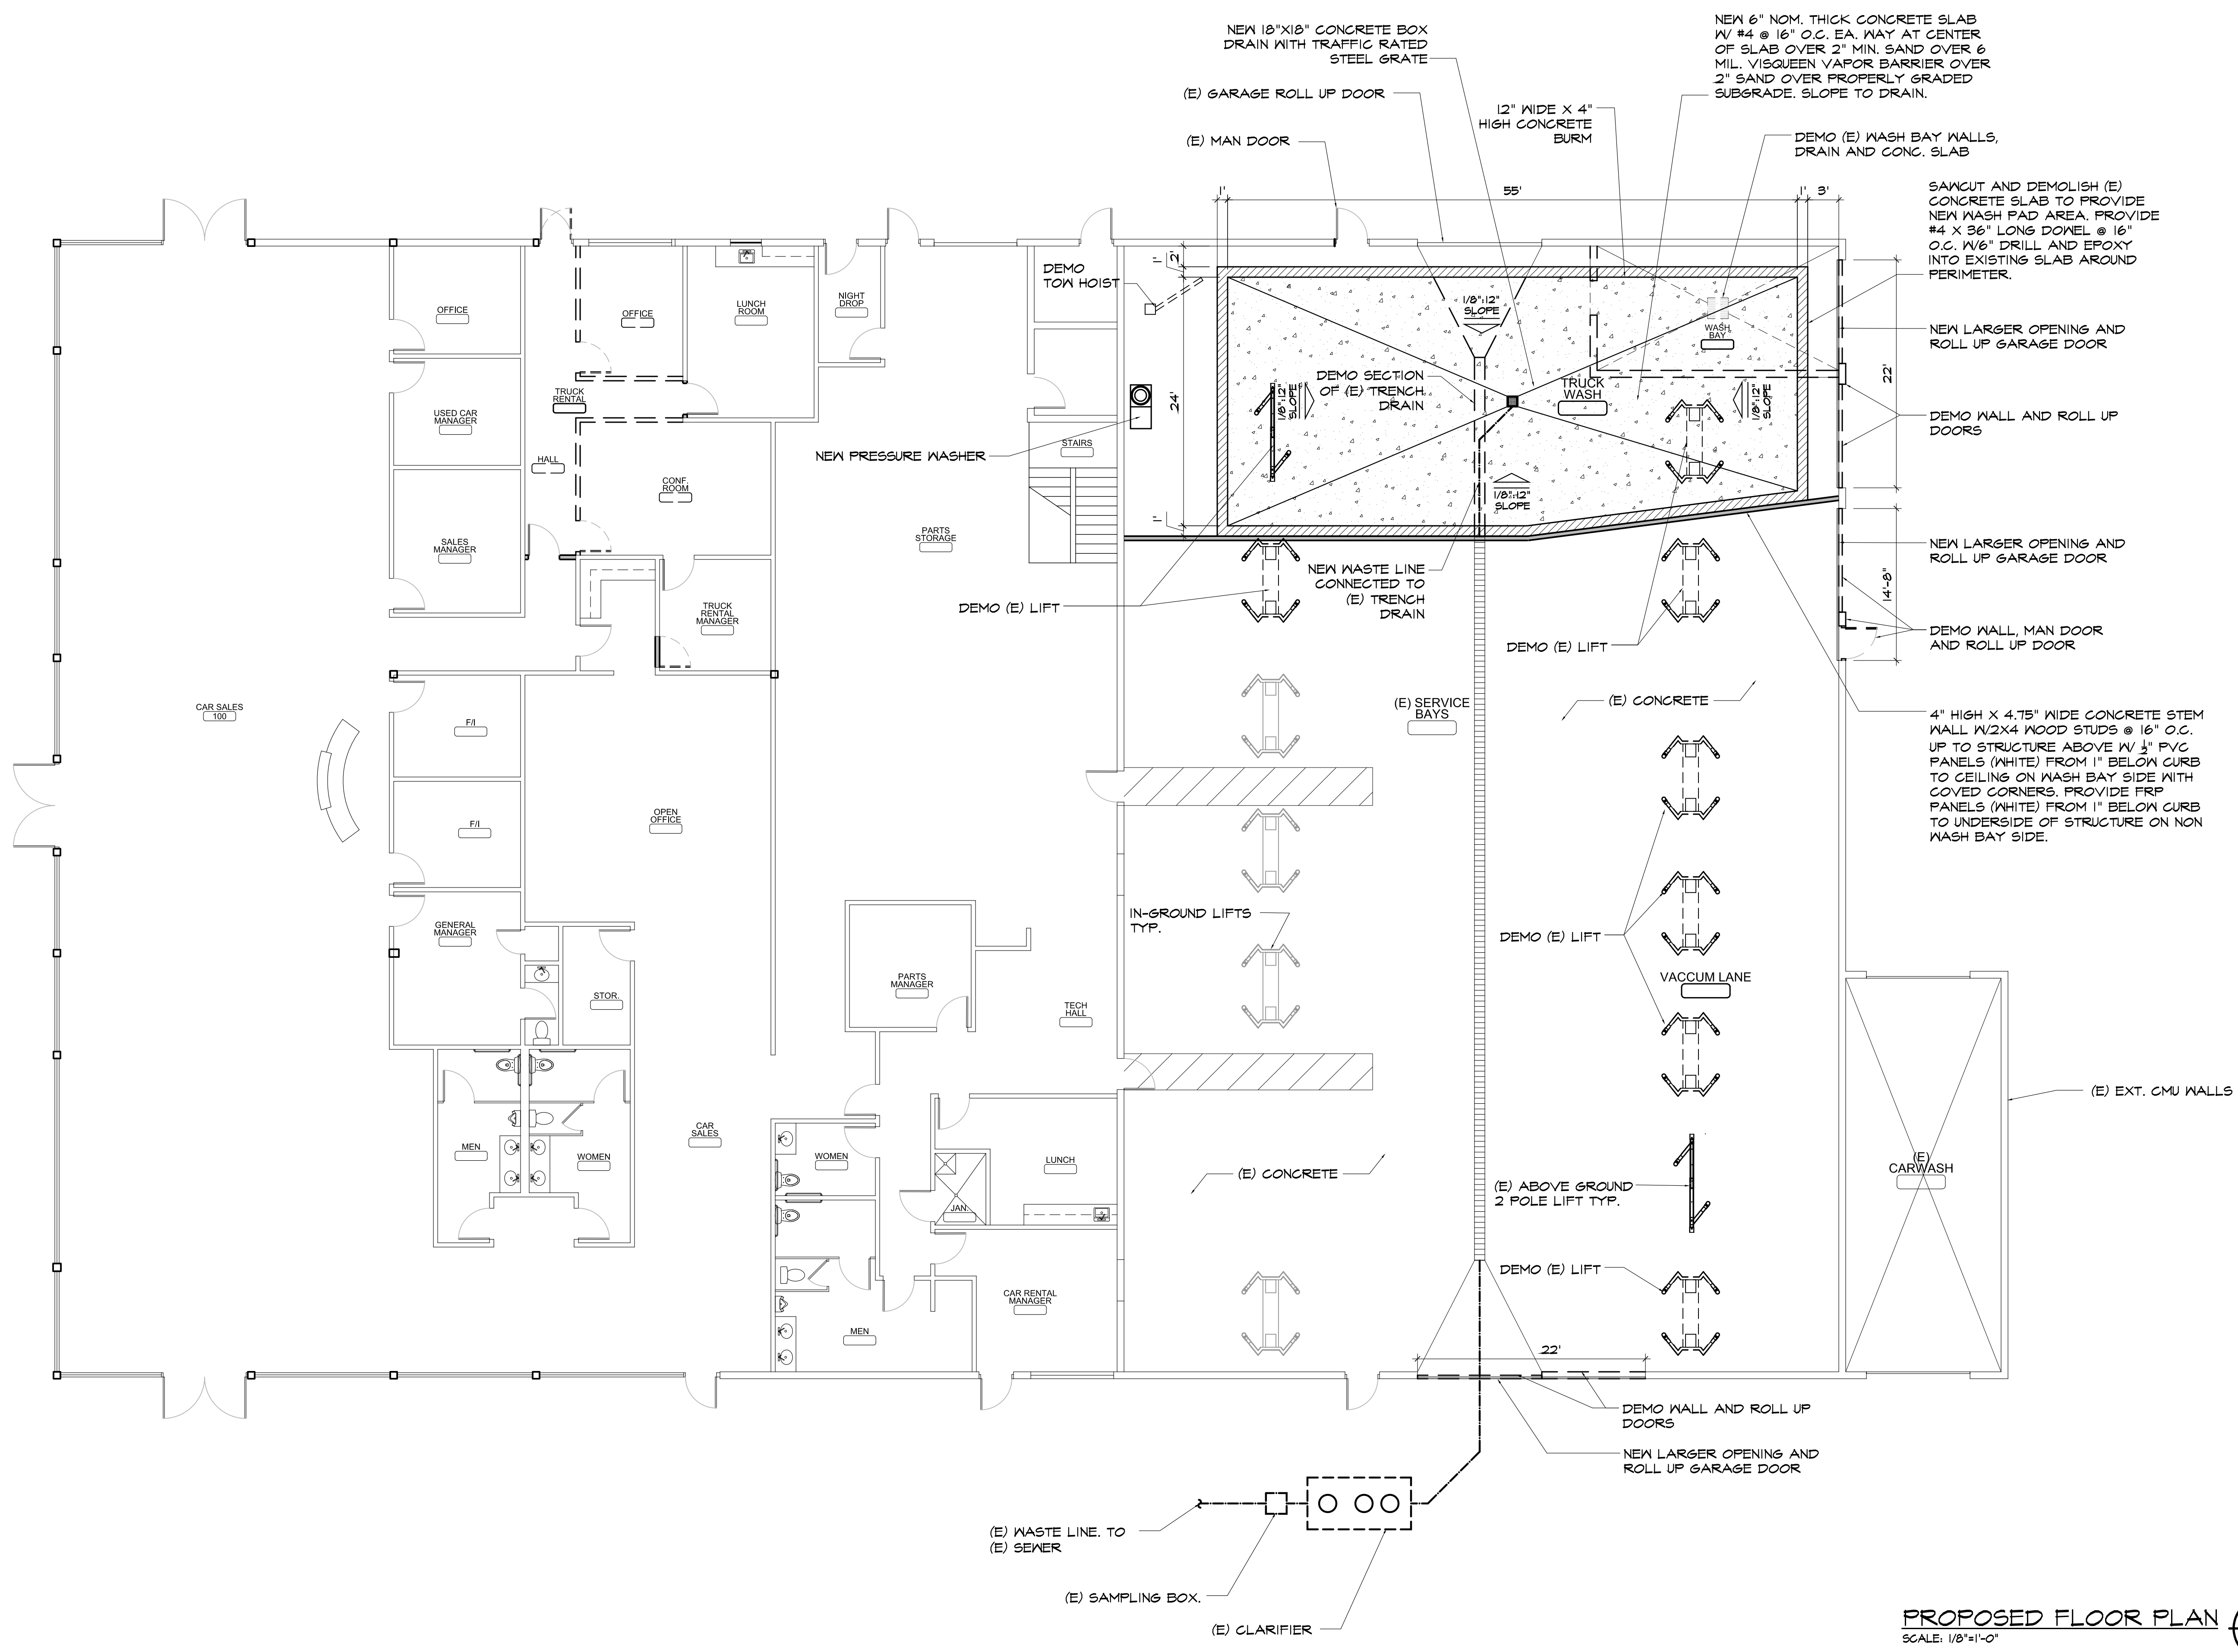 NEW 18"X18" CONCRETE BOX
DRAIN WITH TRAFFIC RATED
STEEL GRATE
(E) GARAGE ROLL UP DOOR
(E) MAN DOOR
12" WIDE X 4"
HIGH CONCRETE
BURM
NEW 6" NOM. THICK CONCRETE SLAB
W/ #4 @ 16" O.C. EA. WAY AT CENTER
OF SLAB OVER 2" MIN. SAND OVER 6
MIL. VISQUEEN VAPOR BARRIER OVER
2" SAND OVER PROPERLY GRADED
SUBGRADE. SLOPE TO DRAIN.
DEMO (E) WASH BAY WALLS,
DRAIN AND CONC. SLAB
SAWCUT AND DEMOLISH (E)
CONCRETE SLAB TO PROVIDE
NEW WASH PAD AREA. PROVIDE
#4 X 36" LONG DOWEL @ 16"
O.C. W/6" DRILL AND EPOXY
INTO EXISTING SLAB AROUND
PERIMETER.
1'
55'
1'
3'
1'
2'
24'
1'
22'
14'-8"
DEMO
TOW HOIST
1/8":12"
SLOPE
WASH
BAY
TRUCK
WASH
DEMO SECTION
OF (E) TRENCH
DRAIN
1/8":12"
SLOPE
1/8":12"
SLOPE
1/8":12"
SLOPE
NEW LARGER OPENING AND
ROLL UP GARAGE DOOR
DEMO WALL AND ROLL UP
DOORS
NEW LARGER OPENING AND
ROLL UP GARAGE DOOR
DEMO WALL, MAN DOOR
AND ROLL UP DOOR
4" HIGH X 4.75" WIDE CONCRETE STEM
WALL W/2X4 WOOD STUDS @ 16" O.C.
UP TO STRUCTURE ABOVE W/ 1/2" PVC
PANELS (WHITE) FROM 1" BELOW CURB
TO CEILING ON WASH BAY SIDE WITH
COVED CORNERS. PROVIDE FRP
PANELS (WHITE) FROM 1" BELOW CURB
TO UNDERSIDE OF STRUCTURE ON NON
WASH BAY SIDE.
OFFICE
OFFICE
LUNCH
ROOM
NIGHT
DROP
TRUCK
RENTAL
USED CAR
MANAGER
HALL
CONF.
ROOM
SALES
MANAGER
STAIRS
NEW PRESSURE WASHER
PARTS
STORAGE
NEW WASTE LINE
CONNECTED TO
(E) TRENCH
DRAIN
DEMO (E) LIFT
DEMO (E) LIFT
TRUCK
RENTAL
MANAGER
CAR SALES
100
F/I
F/I
OPEN
OFFICE
(E) SERVICE
BAYS
(E) CONCRETE
IN-GROUND LIFTS
TYP.
DEMO (E) LIFT
GENERAL
MANAGER
STOR.
PARTS
MANAGER
TECH
HALL
VACCUM LANE
(E) EXT. CMU WALLS
MEN
WOMEN
CAR
SALES
WOMEN
LUNCH
JAN.
(E) CONCRETE
(E) ABOVE GROUND
2 POLE LIFT TYP.
(E)
CARWASH
DEMO (E) LIFT
CAR RENTAL
MANAGER
MEN
22'
DEMO WALL AND ROLL UP
DOORS
NEW LARGER OPENING AND
ROLL UP GARAGE DOOR
(E) WASTE LINE. TO
(E) SEWER
(E) SAMPLING BOX.
(E) CLARIFIER
PROPOSED FLOOR PLAN
SCALE: 1/8"=1'-0"